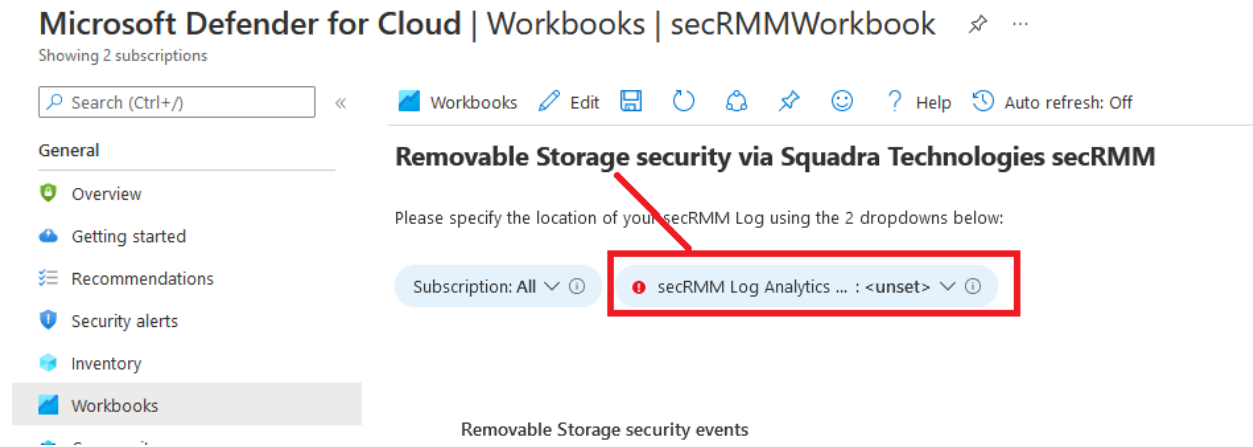 Microsoft Defender for Cloud | Workbooks | secRMMWorkbook
Showing 2 subscriptions
Search (Ctrl+/)
«
Workbooks
Edit
Help
Auto refresh: Off
General
Overview
Getting started
Recommendations
Security alerts
Inventory
Workbooks
Removable Storage security via Squadra Technologies secRMM
Please specify the location of your secRMM Log using the 2 dropdowns below:
Subscription: All
secRMM Log Analytics ... : <unset>
Removable Storage security events